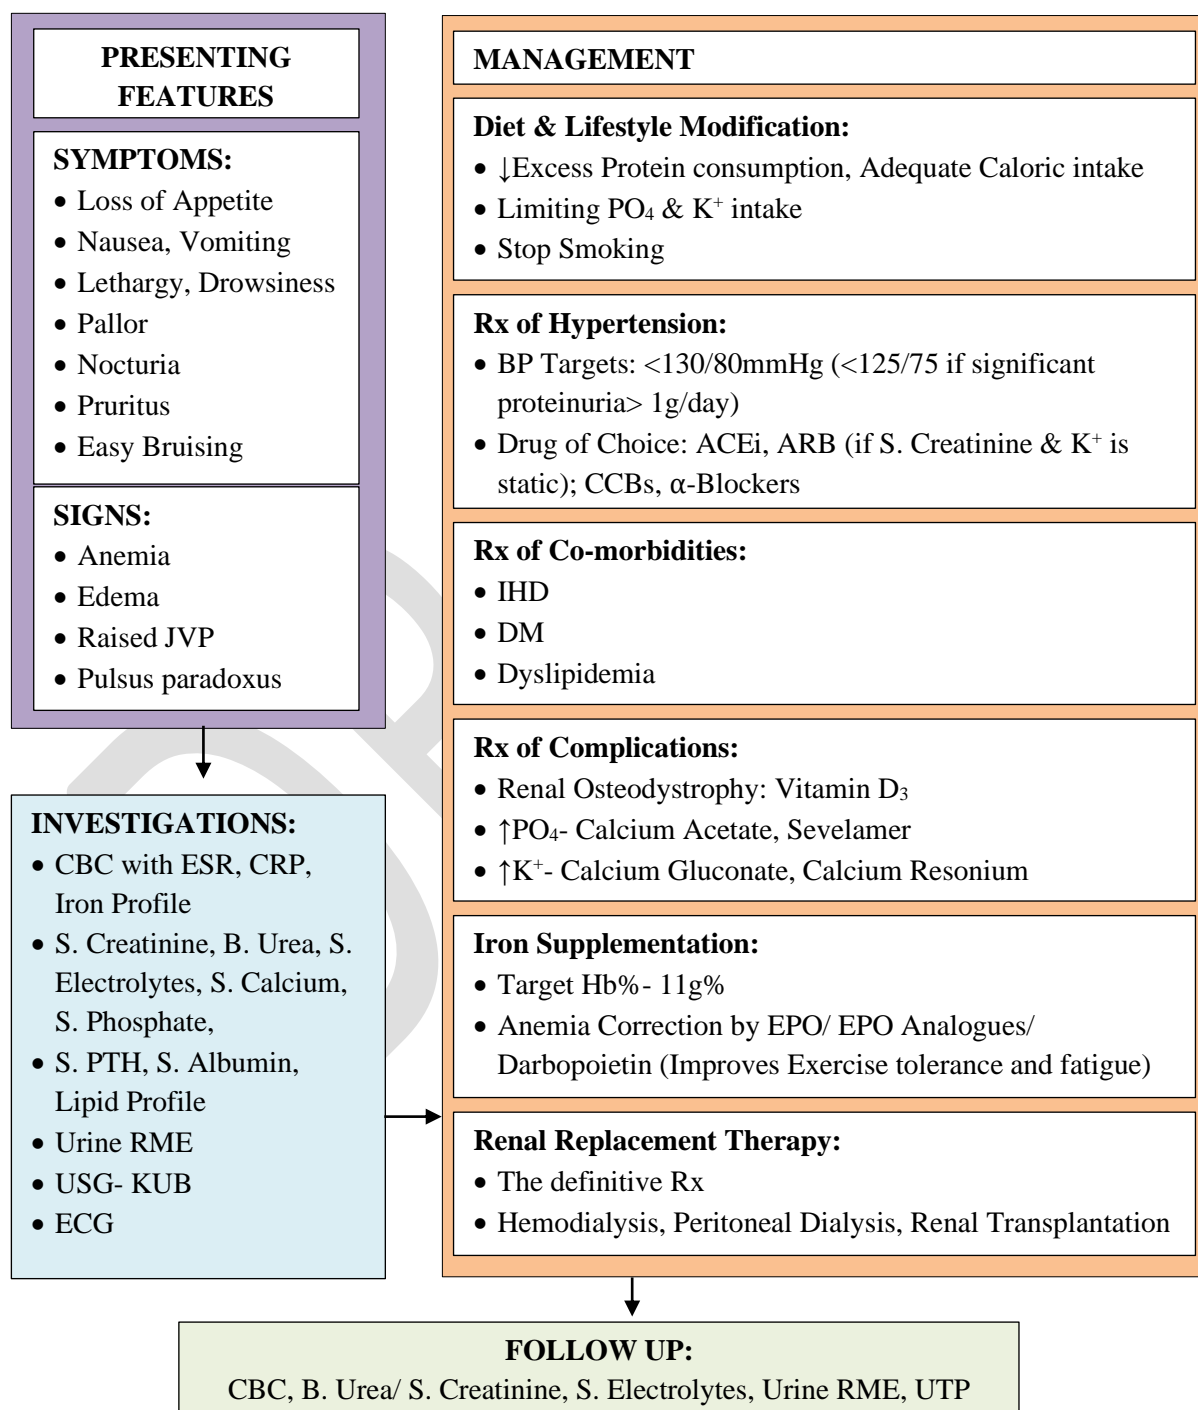 PRESENTING
FEATURES
SYMPTOMS:
• Loss of Appetite
• Nausea, Vomiting
• Lethargy, Drowsiness
• Pallor
• Nocturia
• Pruritus
• Easy Bruising
SIGNS:
• Anemia
• Edema
• Raised JVP
• Pulsus paradoxus
INVESTIGATIONS:
• CBC with ESR, CRP,
Iron Profile
• S. Creatinine, B. Urea, S.
Electrolytes, S. Calcium,
S. Phosphate,
• S. PTH, S. Albumin,
Lipid Profile
• Urine RME
• USG- KUB
• ECG
MANAGEMENT
Diet & Lifestyle Modification:
• ↓Excess Protein consumption, Adequate Caloric intake
• Limiting PO₄ & K⁺ intake
• Stop Smoking
Rx of Hypertension:
• BP Targets: <130/80mmHg (<125/75 if significant
proteinuria> 1g/day)
• Drug of Choice: ACEi, ARB (if S. Creatinine & K⁺ is
static); CCBs, α-Blockers
Rx of Co-morbidities:
• IHD
• DM
• Dyslipidemia
Rx of Complications:
• Renal Osteodystrophy: Vitamin D₃
• ↑PO₄- Calcium Acetate, Sevelamer
• ↑K⁺- Calcium Gluconate, Calcium Resonium
Iron Supplementation:
• Target Hb%- 11g%
• Anemia Correction by EPO/ EPO Analogues/
Darbopoietin (Improves Exercise tolerance and fatigue)
Renal Replacement Therapy:
• The definitive Rx
• Hemodialysis, Peritoneal Dialysis, Renal Transplantation
FOLLOW UP:
CBC, B. Urea/ S. Creatinine, S. Electrolytes, Urine RME, UTP